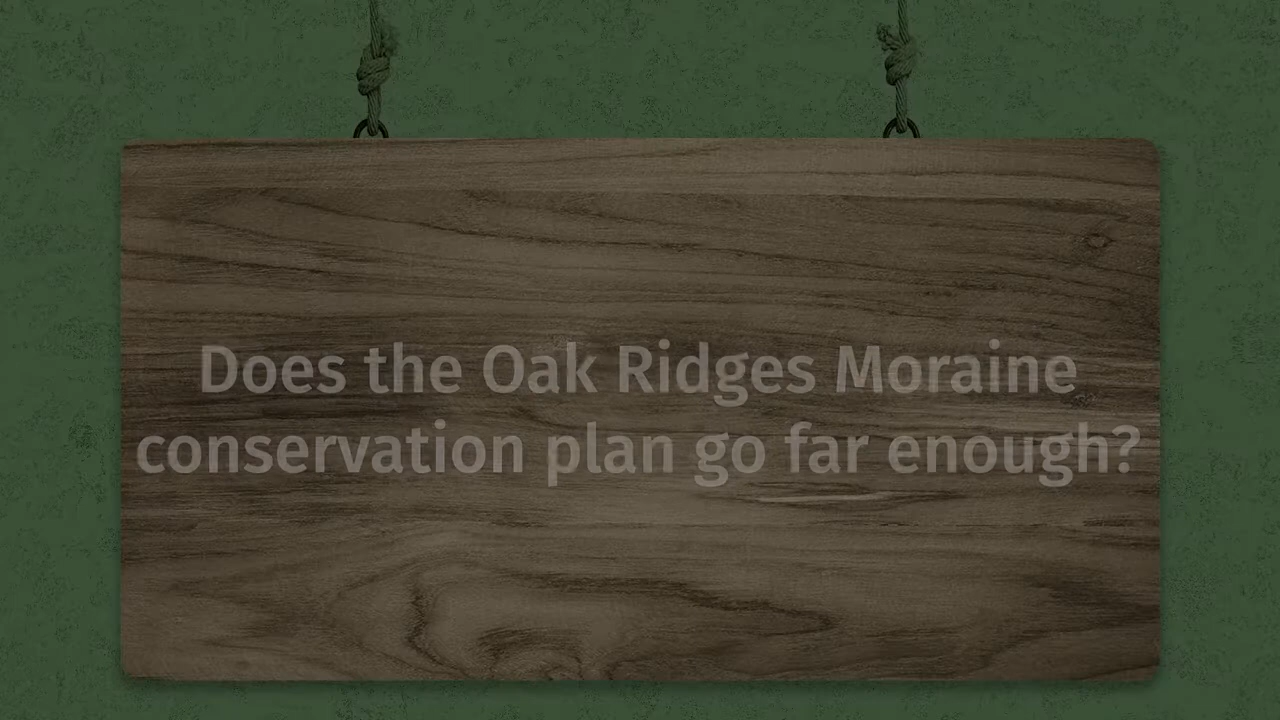 Does the Oak Ridges Moraine
conservation plan go far enough?